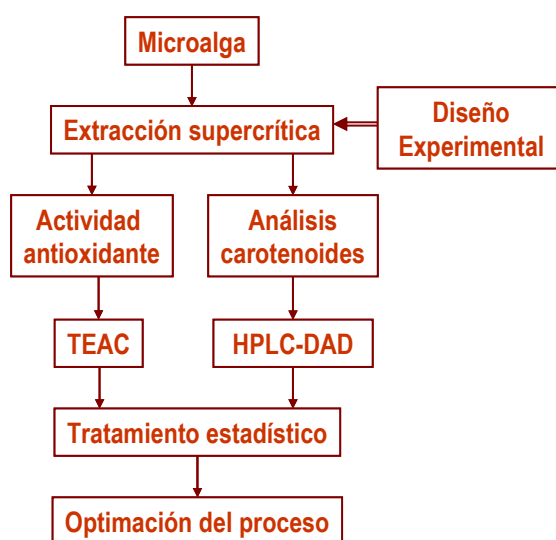 Microalga
Extracción supercrítica
Diseño
Experimental
Actividad
antioxidante
Análisis
carotenoides
TEAC
HPLC-DAD
Tratamiento estadístico
Optimación del proceso